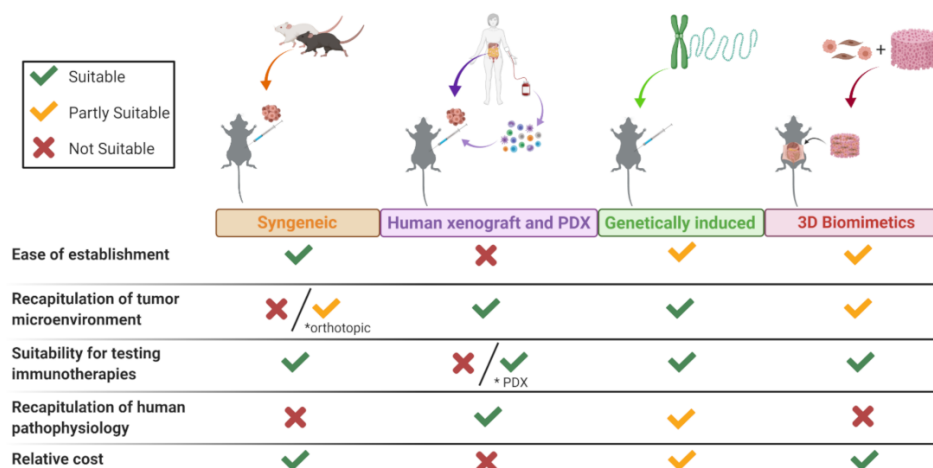 Suitable
Partly Suitable
Not Suitable
Syngeneic
Human xenograft and PDX
Genetically induced
3D Biomimetics
Ease of establishment
Recapitulation of tumor
microenvironment
*orthotopic
Suitability for testing
immunotherapies
* PDX
Recapitulation of human
pathophysiology
Relative cost